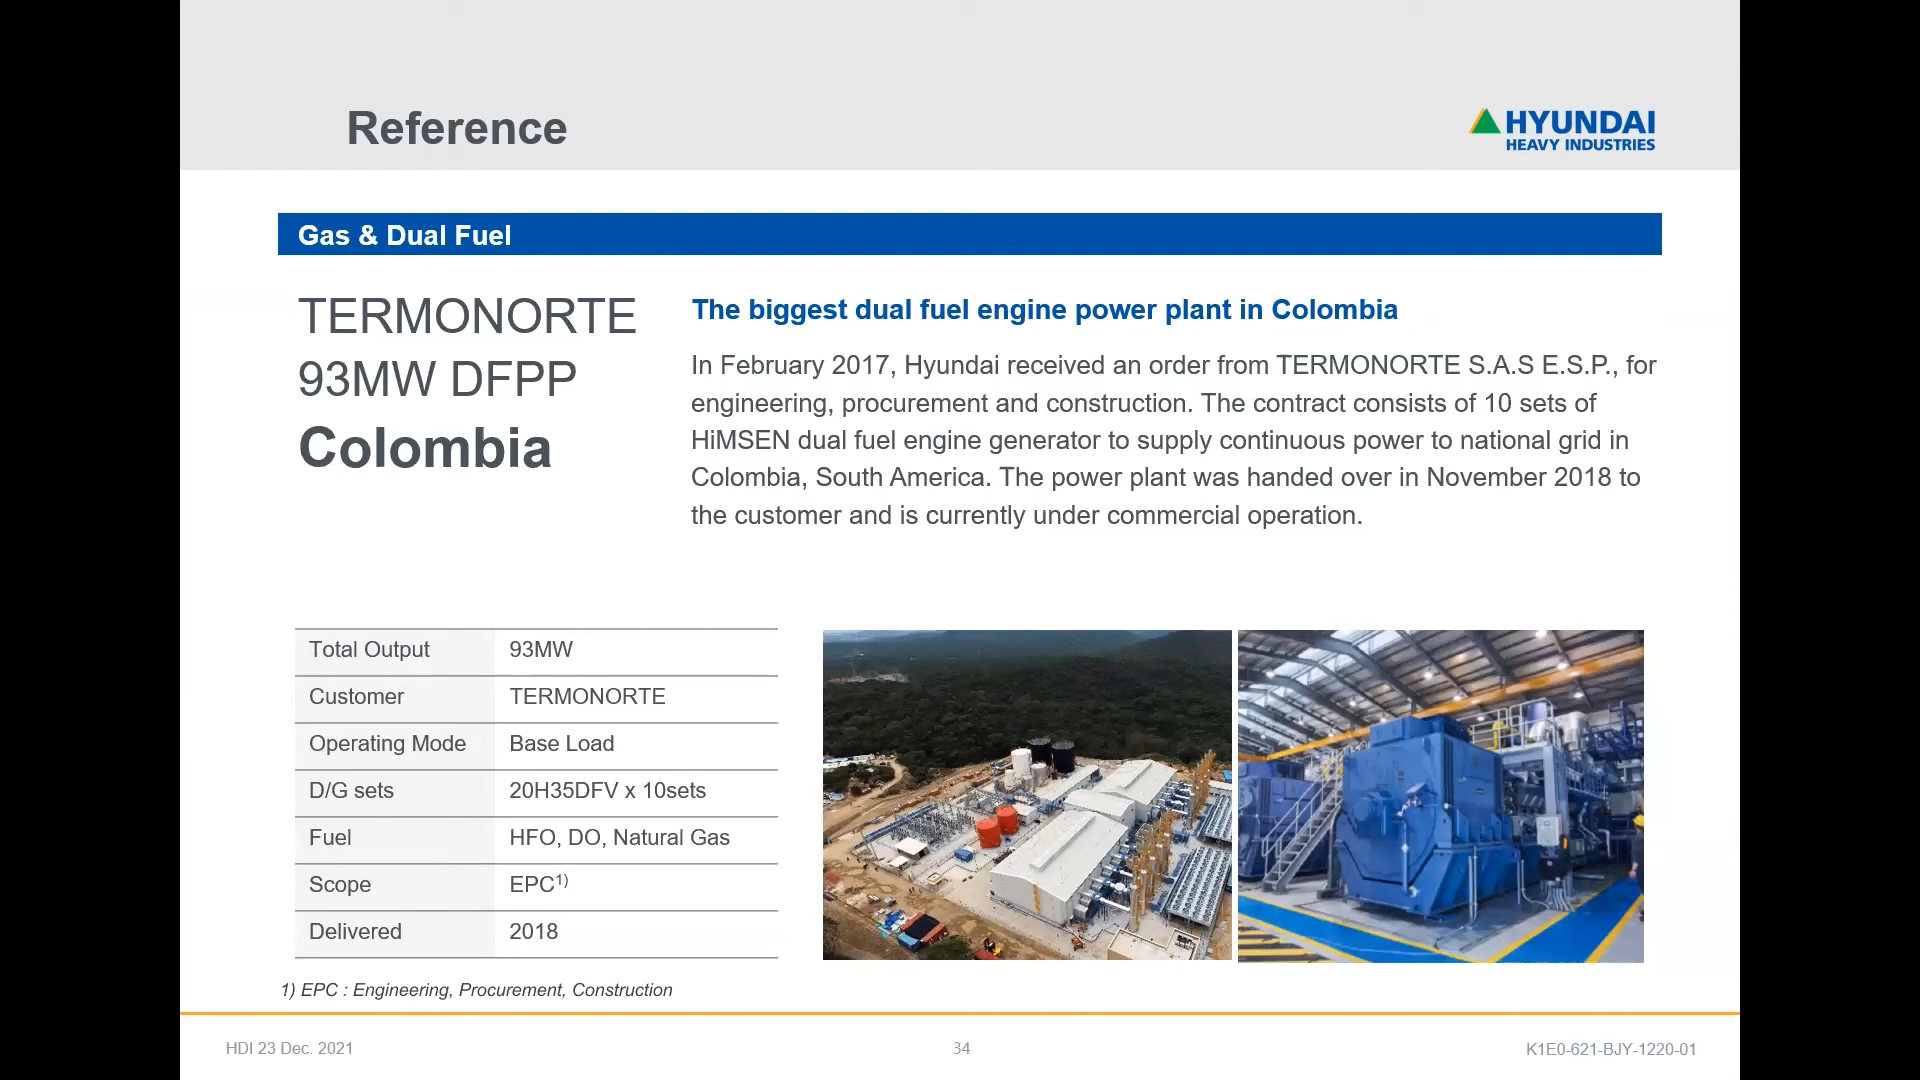 Reference
HYUNDAI
HEAVY INDUSTRIES
Gas & Dual Fuel
TERMONORTE
93MW DFPP
Colombia
The biggest dual fuel engine power plant in Colombia
In February 2017, Hyundai received an order from TERMONORTE S.A.S E.S.P., for
engineering, procurement and construction. The contract consists of 10 sets of
HiMSEN dual fuel engine generator to supply continuous power to national grid in
Colombia, South America. The power plant was handed over in November 2018 to
the customer and is currently under commercial operation.
Total Output 93MW
Customer TERMONORTE
Operating Mode Base Load
D/G sets 20H35DFV x 10sets
Fuel HFO, DO, Natural Gas
Scope EPC1)
Delivered 2018
1) EPC : Engineering, Procurement, Construction
HDI 23 Dec. 2021
34
K1E0-621-BJY-1220-01